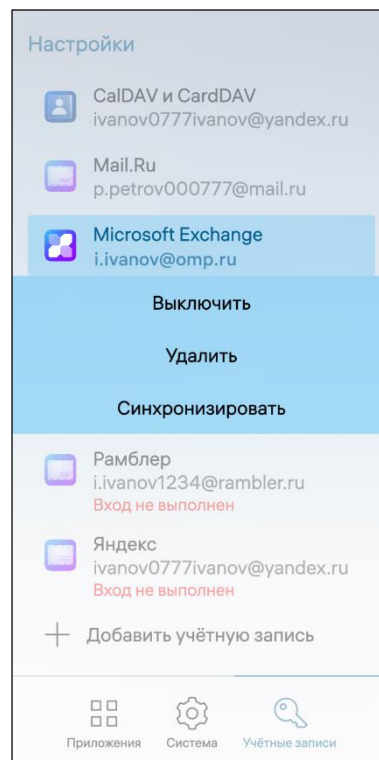 Настройки
CalDAV и CardDAV
ivanov0777ivanov@yandex.ru
Mail.Ru
p.petrov000777@mail.ru
Microsoft Exchange
i.ivanov@omp.ru
Выключить
Удалить
Синхронизировать
Рамблер
i.ivanov1234@rambler.ru
Вход не выполнен
Яндекс
ivanov0777ivanov@yandex.ru
Вход не выполнен
Добавить учётную запись
Приложения Система Учётные записи